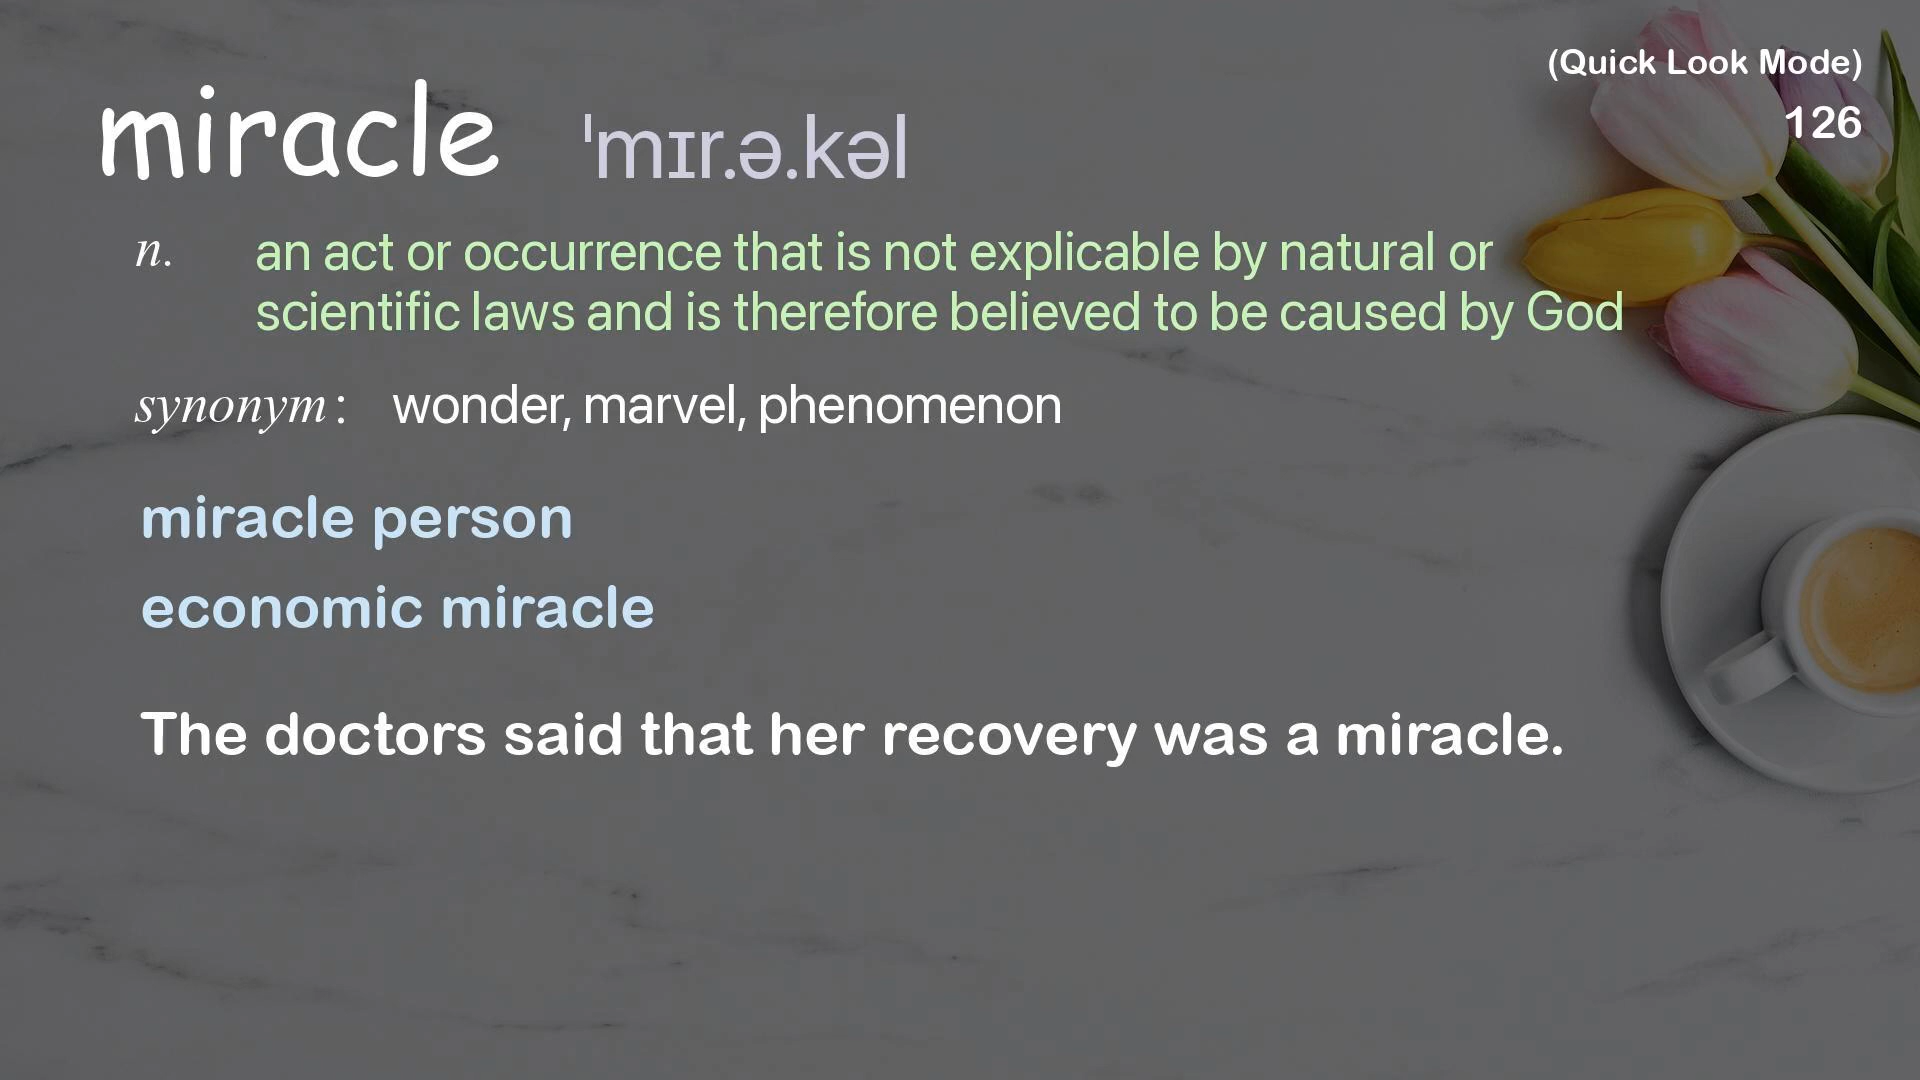 (Quick Look Mode)
126
miracle ˈmɪr.ə.kəl
n. an act or occurrence that is not explicable by natural or
scientific laws and is therefore believed to be caused by God
synonym: wonder, marvel, phenomenon
miracle person
economic miracle
The doctors said that her recovery was a miracle.